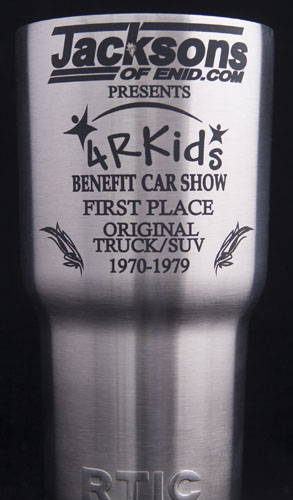 Jacksons
OF ENID.COM
PRESENTS
4RKids
BENEFIT CAR SHOW
FIRST PLACE
ORIGINAL
TRUCK/SUV
1970-1979
RTIC